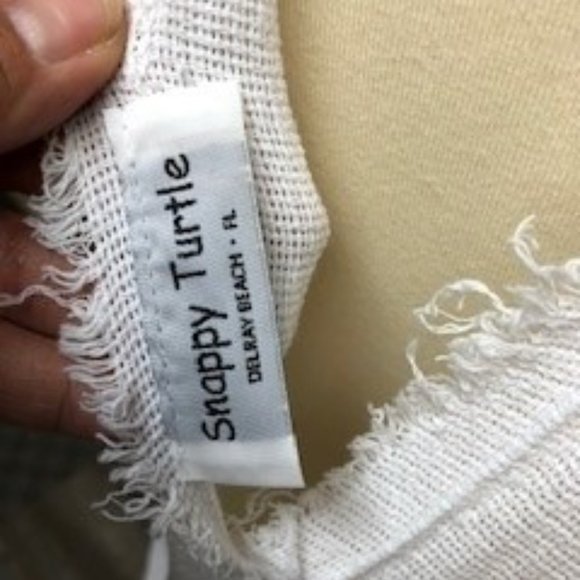 Snappy Turtle
DELRAY BEACH • FL